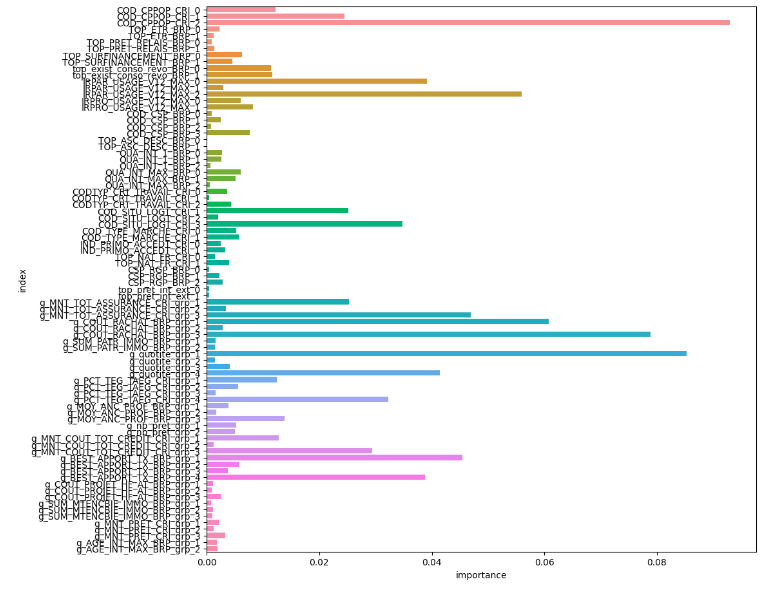 COD_CPPOP_CRI_0
COD_CPPOP_CRI_1
COD_CPPOP_CRI_2
TOP_ETR_BRP_0
TOP_ETR_BRP_1
TOP_PRET_RELAIS_BRP_0
TOP_PRET_RELAIS_BRP_1
TOP_SURFINANCEMENT_BRP_0
TOP_SURFINANCEMENT_BRP_1
top_exist_conso_revo_BRP_0
top_exist_conso_revo_BRP_1
IRPAR_USAGE_V12_MAX_0
IRPAR_USAGE_V12_MAX_1
IRPAR_USAGE_V12_MAX_2
IRPRO_USAGE_V12_MAX_0
IRPRO_USAGE_V12_MAX_1
COD_CSP_BRP_0
COD_CSP_BRP_1
COD_CSP_BRP_2
COD_CSP_BRP_3
TOP_ASC_DESC_BRP_0
TOP_ASC_DESC_BRP_1
QUA_INT_1_BRP_0
QUA_INT_1_BRP_1
QUA_INT_1_BRP_2
QUA_INT_MAX_BRP_0
QUA_INT_MAX_BRP_1
QUA_INT_MAX_BRP_2
CODTYP_CRT_TRAVAIL_CRI_0
CODTYP_CRT_TRAVAIL_CRI_1
CODTYP_CRT_TRAVAIL_CRI_2
COD_SITU_LOGT_CRI_1
COD_SITU_LOGT_CRI_2
COD_SITU_LOGT_CRI_3
COD_TYPE_MARCHE_CRI_0
COD_TYPE_MARCHE_CRI_1
IND_PRIMO_ACCEDT_CRI_0
IND_PRIMO_ACCEDT_CRI_1
TOP_NAT_FR_CRI_0
TOP_NAT_FR_CRI_1
CSP_RGP_BRP_0
CSP_RGP_BRP_1
CSP_RGP_BRP_2
top_pret_int_ext_0
top_pret_int_ext_1
g_MNT_TOT_ASSURANCE_CRI_grp_1
g_MNT_TOT_ASSURANCE_CRI_grp_2
g_MNT_TOT_ASSURANCE_CRI_grp_3
g_COUT_RACHAT_BRP_grp_1
g_COUT_RACHAT_BRP_grp_2
g_COUT_RACHAT_BRP_grp_3
g_SUM_PATR_IMMO_BRP_grp_1
g_SUM_PATR_IMMO_BRP_grp_2
g_quotite_grp_1
g_quotite_grp_2
g_quotite_grp_3
g_quotite_grp_4
g_PCT_TEG_TAEG_CRI_grp_1
g_PCT_TEG_TAEG_CRI_grp_2
g_PCT_TEG_TAEG_CRI_grp_3
g_PCT_TEG_TAEG_CRI_grp_4
g_MOY_ANC_PROF_BRP_grp_1
g_MOY_ANC_PROF_BRP_grp_2
g_MOY_ANC_PROF_BRP_grp_3
g_nb_pret_grp_1
g_nb_pret_grp_2
g_MNT_COUT_TOT_CREDIT_CRI_grp_1
g_MNT_COUT_TOT_CREDIT_CRI_grp_2
g_MNT_COUT_TOT_CREDIT_CRI_grp_3
g_BEST_APPORT_TX_BRP_grp_1
g_BEST_APPORT_TX_BRP_grp_2
g_BEST_APPORT_TX_BRP_grp_3
g_BEST_APPORT_TX_BRP_grp_4
g_COUT_PROJET_HF_AI_BRP_grp_1
g_COUT_PROJET_HF_AI_BRP_grp_2
g_COUT_PROJET_HF_AI_BRP_grp_3
g_SUM_MTENCBIE_IMMO_BRP_grp_1
g_SUM_MTENCBIE_IMMO_BRP_grp_2
g_SUM_MTENCBIE_IMMO_BRP_grp_3
g_MNT_PRET_CRI_grp_1
g_MNT_PRET_CRI_grp_2
g_MNT_PRET_CRI_grp_3
g_AGE_INT_MAX_BRP_grp_1
g_AGE_INT_MAX_BRP_grp_2
index
0.00 0.02 0.04 0.06 0.08
importance